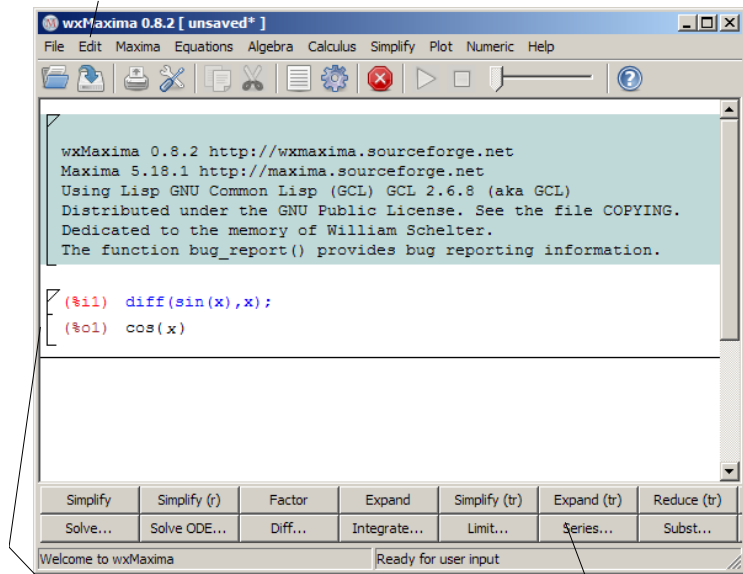 wxMaxima 0.8.2 [ unsaved* ]
File Edit Maxima Equations Algebra Calculus Simplify Plot Numeric Help
wxMaxima 0.8.2 http://wxmaxima.sourceforge.net
Maxima 5.18.1 http://maxima.sourceforge.net
Using Lisp GNU Common Lisp (GCL) GCL 2.6.8 (aka GCL)
Distributed under the GNU Public License. See the file COPYING.
Dedicated to the memory of William Schelter.
The function bug_report() provides bug reporting information.
(%i1) diff(sin(x),x);
(%o1) cos(x)
Simplify Simplify (r) Factor Expand Simplify (tr) Expand (tr) Reduce (tr)
Solve... Solve ODE... Diff... Integrate... Limit... Series... Subst...
Welcome to wxMaxima Ready for user input